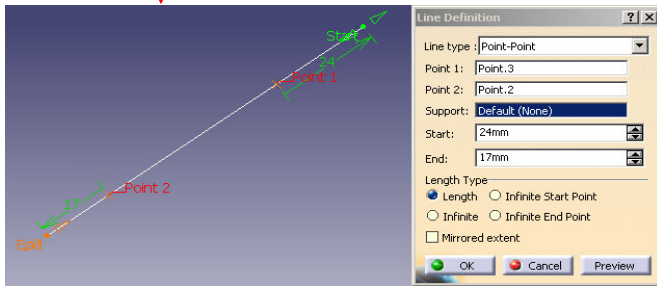 Start
24
Point 1
Point 2
17
End
Line Definition
Line type : Point-Point
Point 1: Point.3
Point 2: Point.2
Support: Default (None)
Start: 24mm
End: 17mm
Length Type
Length Infinite Start Point
Infinite Infinite End Point
Mirrored extent
OK Cancel Preview